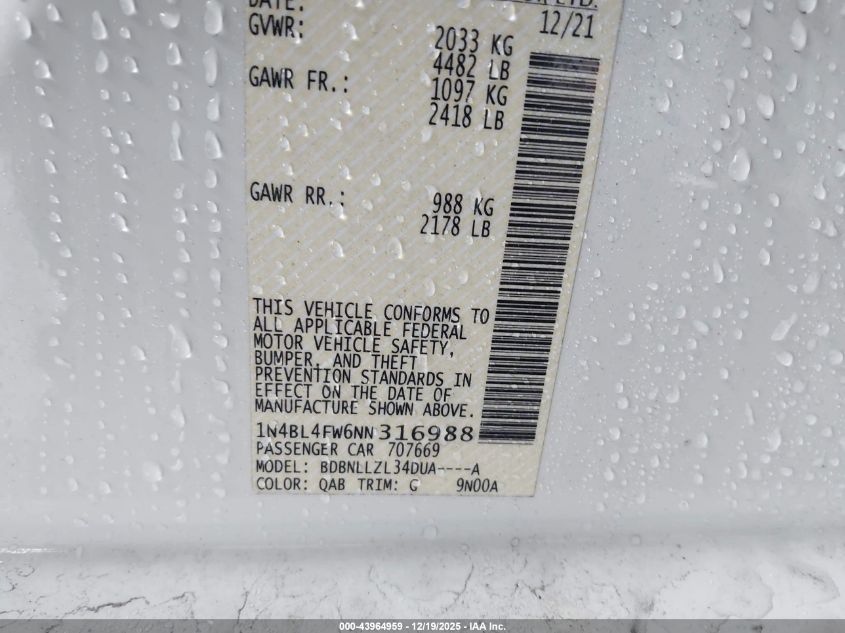 DATE: 12/21
GVWR: 2033 KG
4482 LB
GAWR FR.: 1097 KG
2418 LB
GAWR RR.: 988 KG
2178 LB
THIS VEHICLE CONFORMS TO
ALL APPLICABLE FEDERAL
MOTOR VEHICLE SAFETY,
BUMPER, AND THEFT
PREVENTION STANDARDS IN
EFFECT ON THE DATE OF
MANUFACTURE SHOWN ABOVE.
1N4BL4FW6NN316988
PASSENGER CAR 707669
MODEL: BDBNLLZL34DUA----A
COLOR: QAB TRIM: G 9N00A
000-43964959 - 12/19/2025 - IAA Inc.